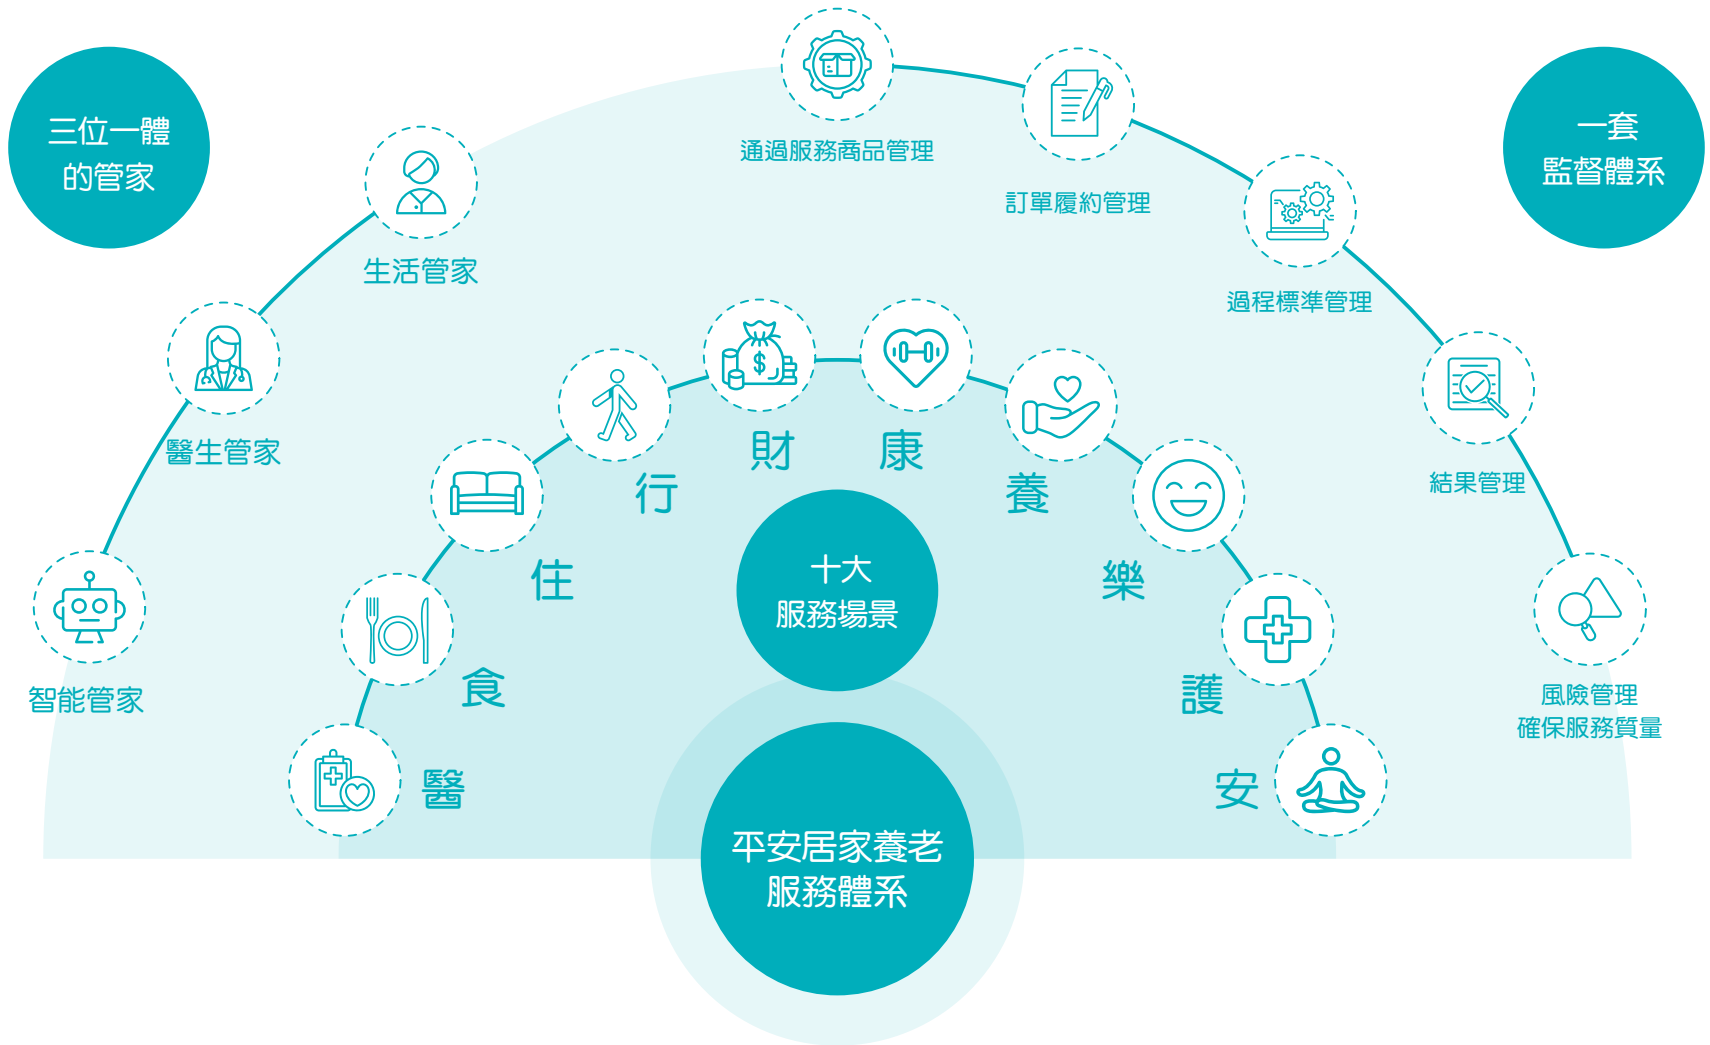 三位一體
的管家
一套
監督體系
通過服務商品管理
訂單履約管理
過程標準管理
結果管理
風險管理
確保服務質量
生活管家
醫生管家
智能管家
醫
食
住
行
財
康
養
樂
護
安
十大
服務場景
平安居家養老
服務體系